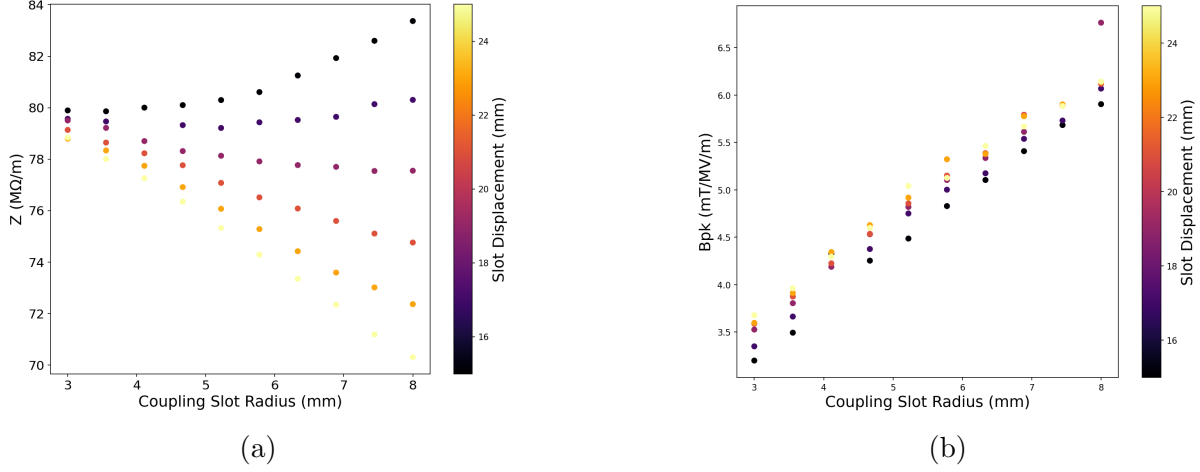 84
82
80
78
76
74
72
70
Z (MΩ/m)
3 4 5 6 7 8
Coupling Slot Radius (mm)
24
22
20
18
16
Slot Displacement (mm)
(a)
6.5
6.0
5.5
5.0
4.5
4.0
3.5
Bpk (mT/MV/m)
3 4 5 6 7 8
Coupling Slot Radius (mm)
24
22
20
18
16
Slot Displacement (mm)
(b)